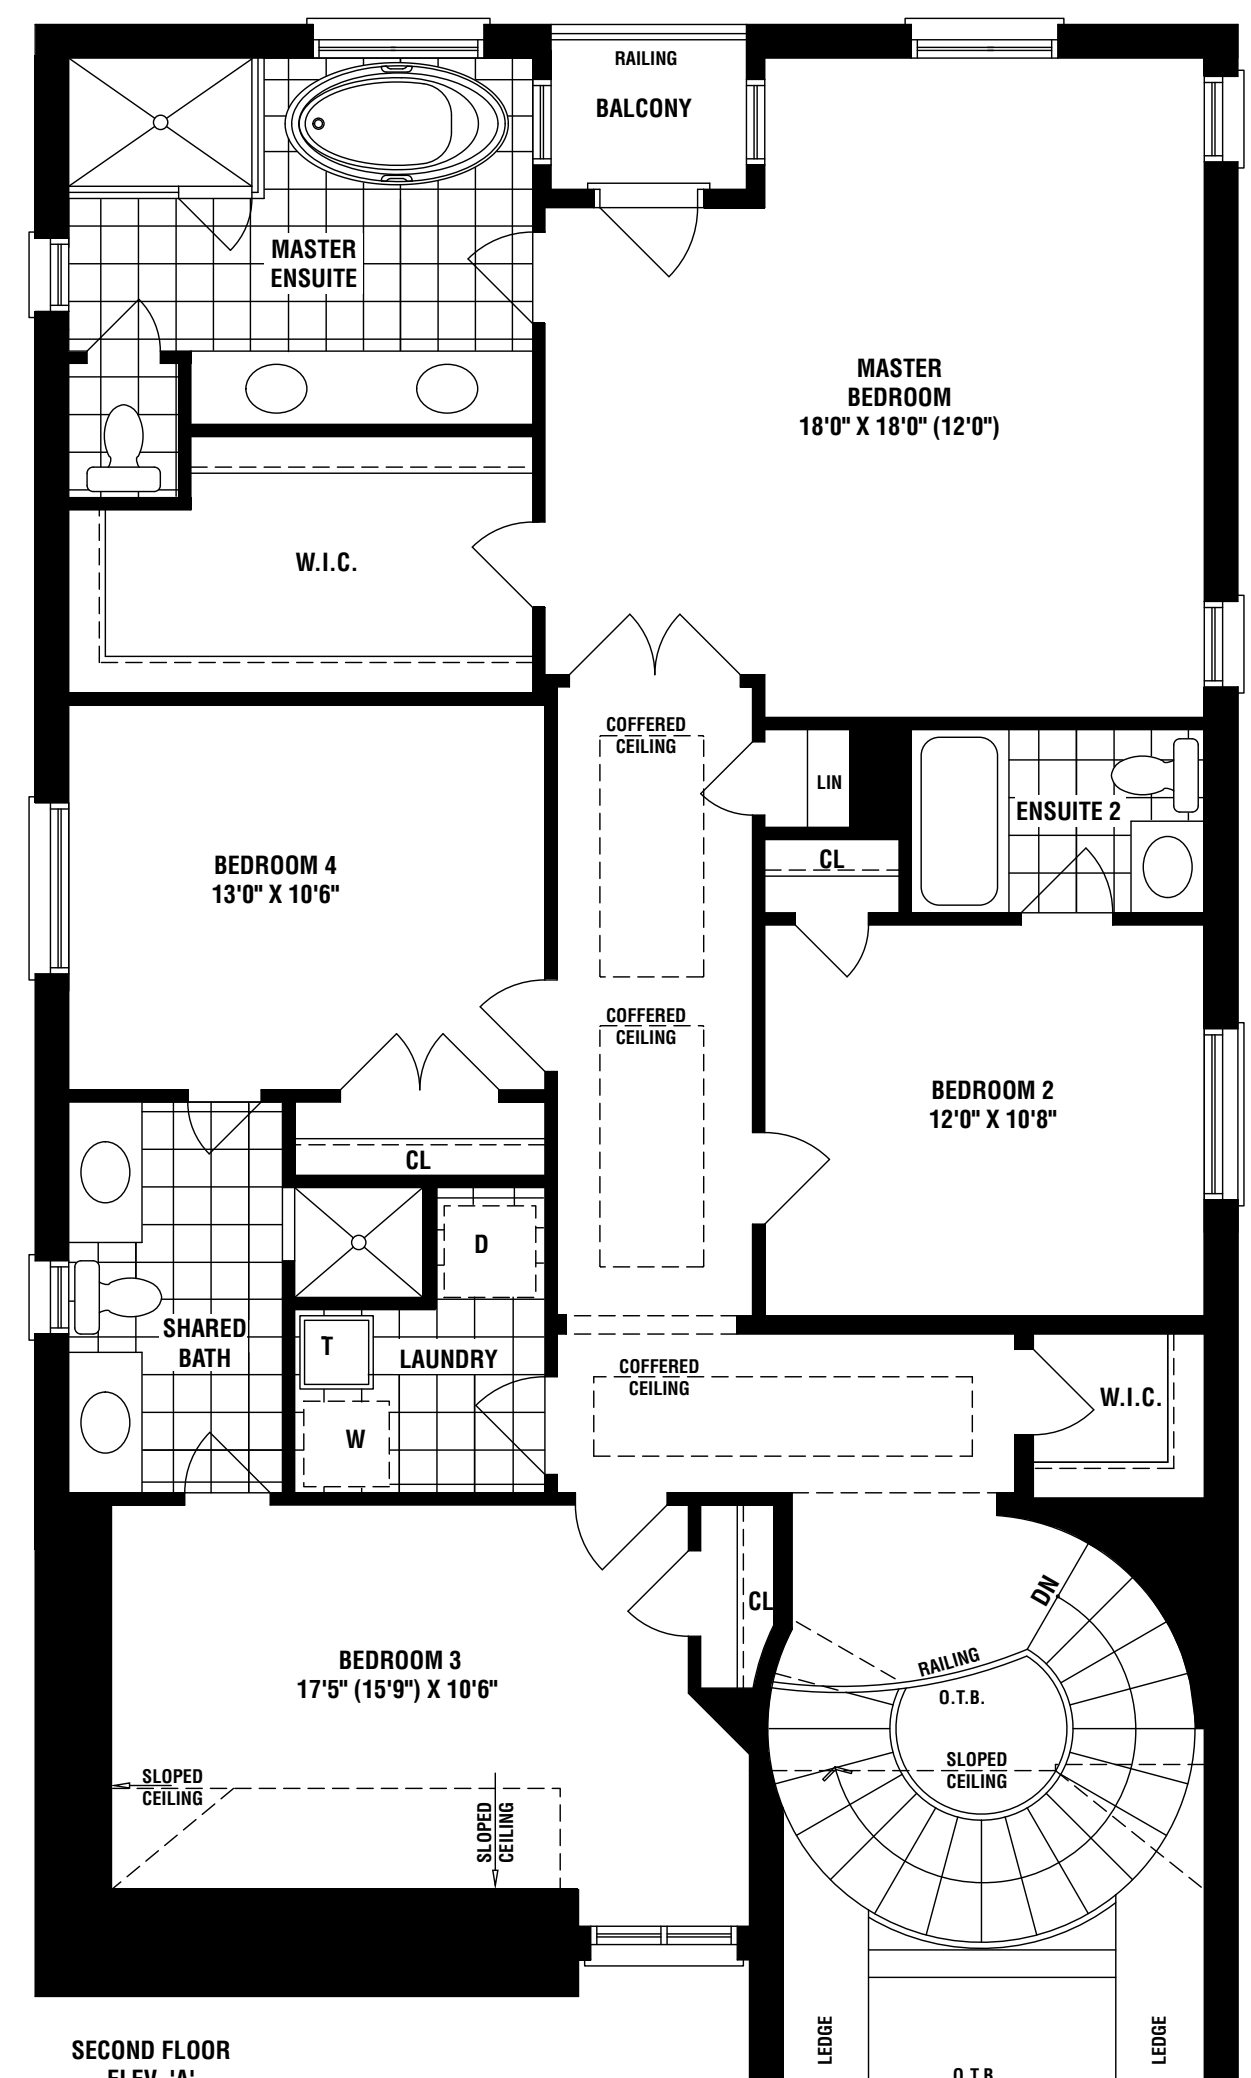 RAILING
BALCONY
MASTER
ENSUITE
MASTER
BEDROOM
18'0" X 18'0" (12'0")
W.I.C.
COFFERED
CEILING
LIN
ENSUITE 2
CL
BEDROOM 4
13'0" X 10'6"
COFFERED
CEILING
BEDROOM 2
12'0" X 10'8"
CL
D
SHARED
BATH
T
LAUNDRY
W
COFFERED
CEILING
W.I.C.
CL
DN
BEDROOM 3
17'5" (15'9") X 10'6"
RAILING
O.T.B.
SLOPED
CEILING
SLOPED
CEILING
SLOPED
CEILING
LEDGE
LEDGE
SECOND FLOOR
ELEV. 'A'
O.T.B.